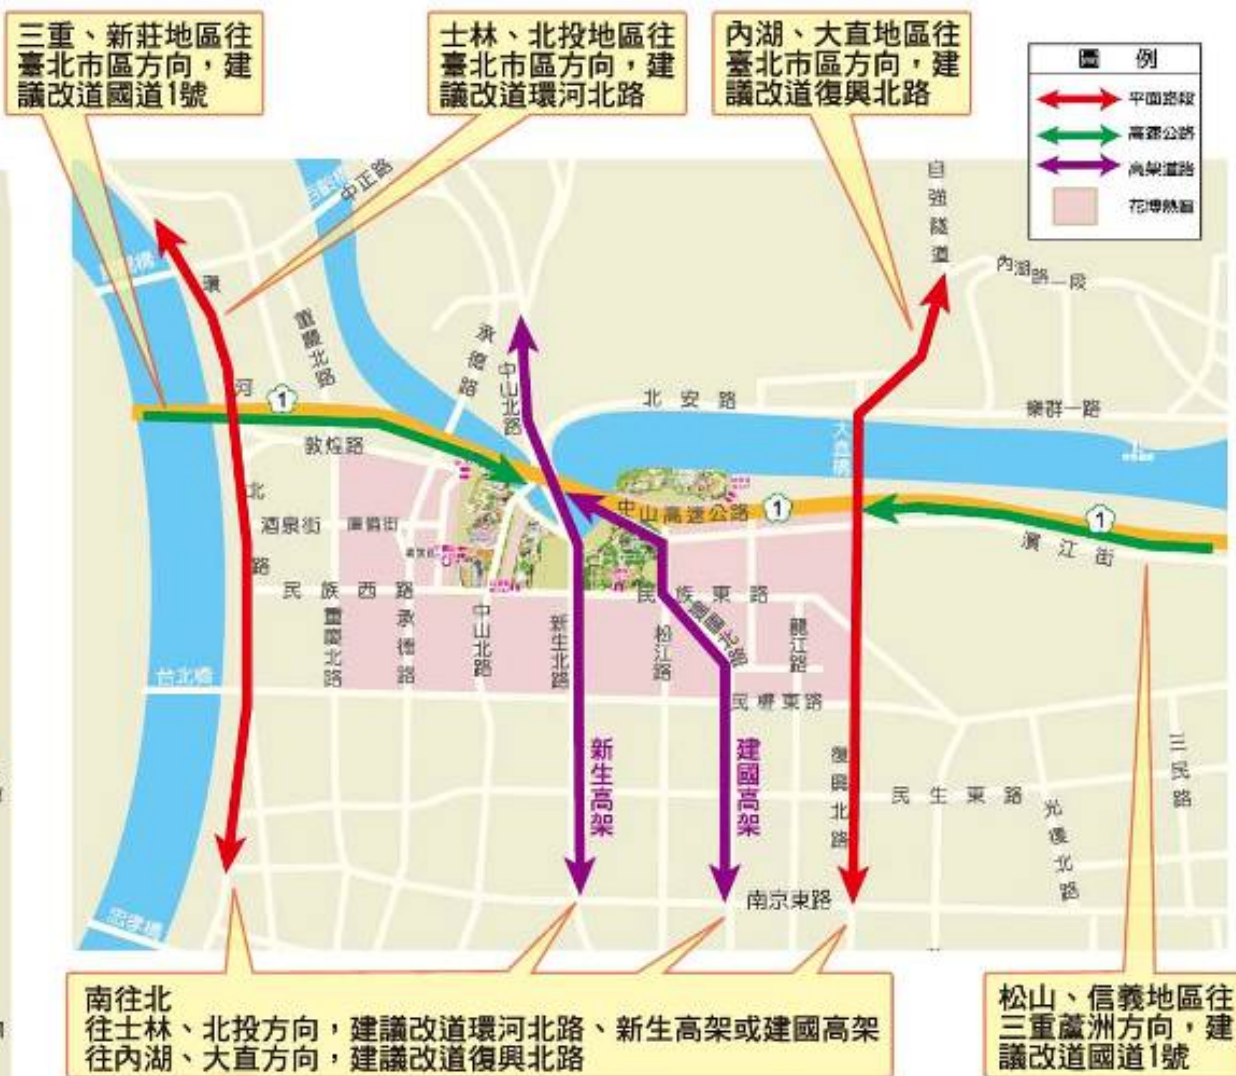 三重、新莊地區往
臺北市區方向，建
議改道國道1號
士林、北投地區往
臺北市區方向，建
議改道環河北路
內湖、大直地區往
臺北市區方向，建
議改道復興北路
圖 例
平面路段
高速公路
高架道路
中正路
自強隧道
內湖路一段
環
河
北
路
重慶北路
承德路
中山北路
北安路
樂群一路
1
敦煌路
大直橋
中山高速公路
1
1
濱江街
酒泉街
庫倫街
民族西路
民族東路
重慶北路
承德路
中山北路
新生北路
松江路
龍江路
台北橋
民權東路
新生高架
建國高架
復興北路
民生東路
光復北路
三民路
南京東路
忠孝橋
南往北
往士林、北投方向，建議改道環河北路、新生高架或建國高架
往內湖、大直方向，建議改道復興北路
松山、信義地區往
三重蘆洲方向，建
議改道國道1號